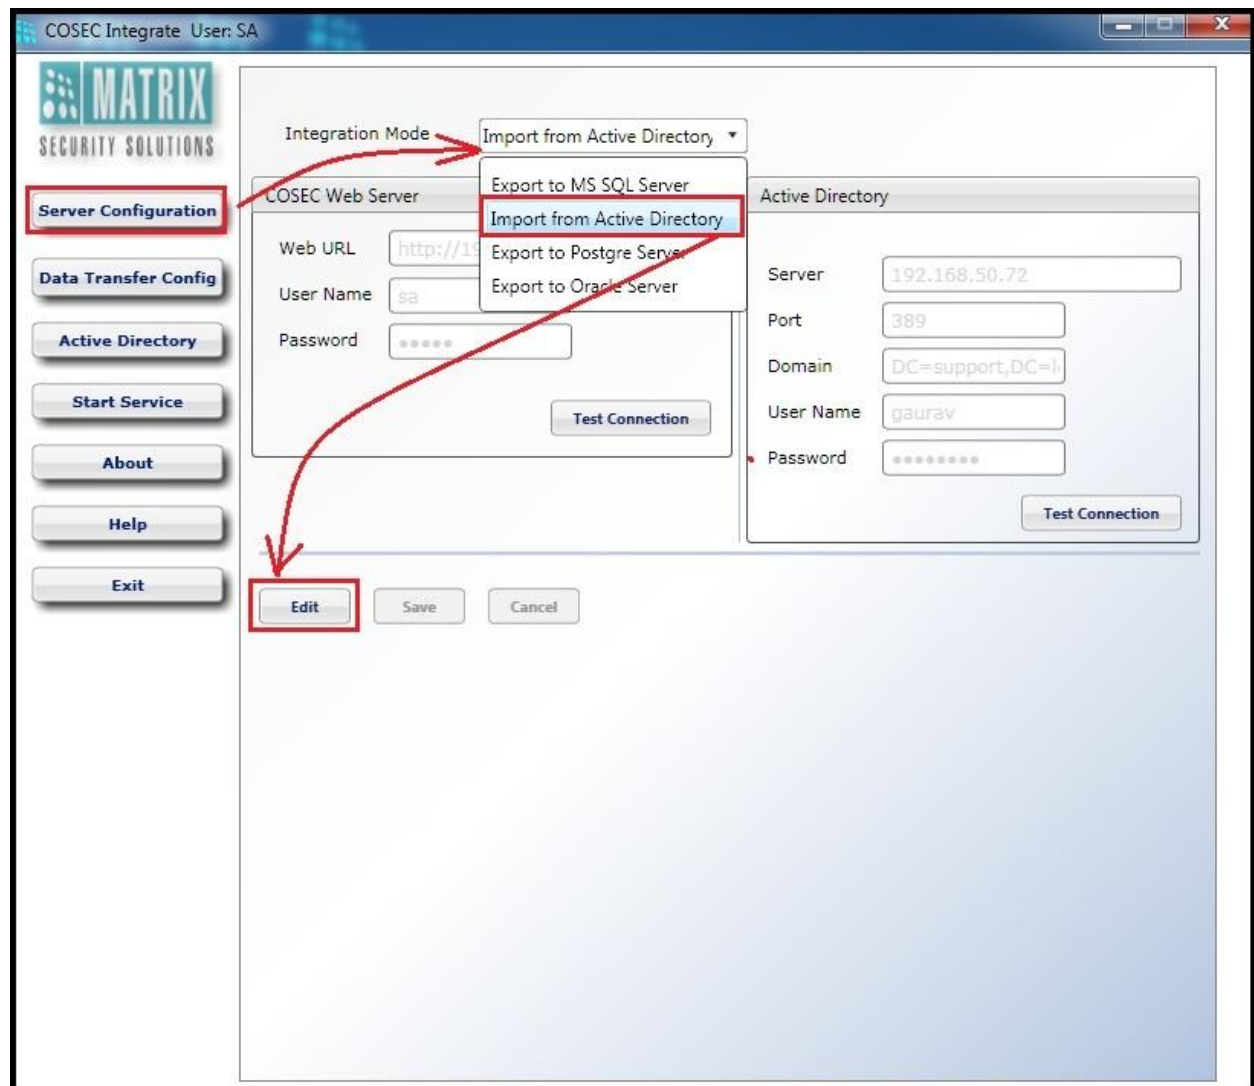 COSEC Integrate User: SA
MATRIX
SECURITY SOLUTIONS
Integration Mode
Import from Active Directory
Export to MS SQL Server
Import from Active Directory
Export to Postgre Server
Export to Oracle Server
Server Configuration
Data Transfer Config
Active Directory
Start Service
About
Help
Exit
COSEC Web Server
Web URL
http://19
User Name
sa
Password
Test Connection
Active Directory
Server
192.168.50.72
Port
389
Domain
DC=support,DC=l
User Name
gaurav
Password
Test Connection
Edit
Save
Cancel